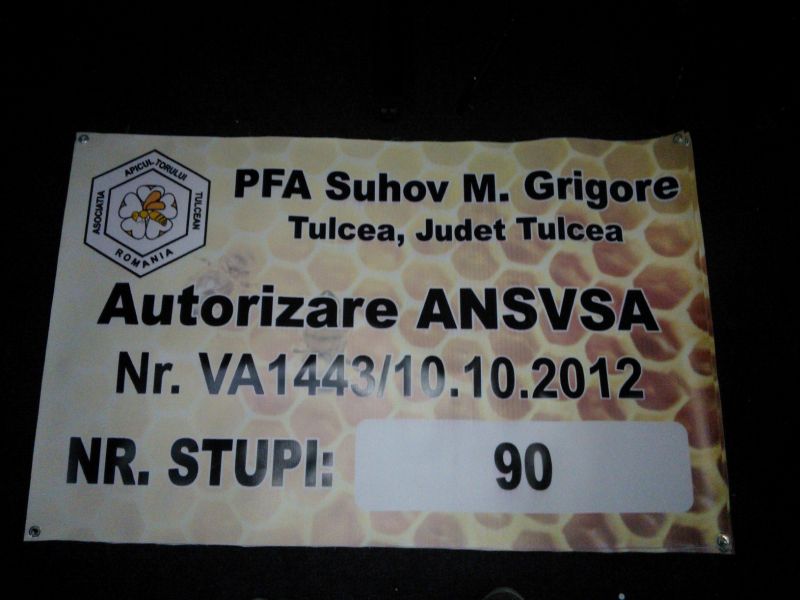 ASOCIATIA APICULTORULUI TULCEAN
ROMANIA
PFA Suhov M. Grigore
Tulcea, Judet Tulcea
Autorizare ANSVSA
Nr. VA1443/10.10.2012
NR. STUPI: 90